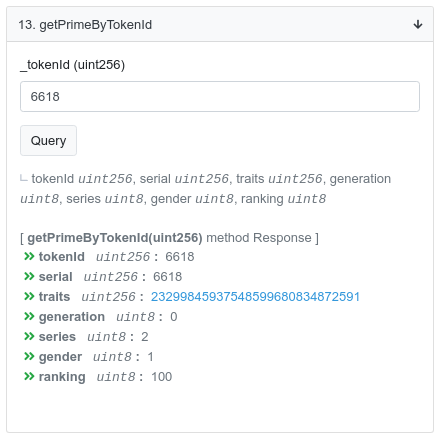 13. getPrimeByTokenId
_tokenId (uint256)
6618
Query
tokenId uint256, serial uint256, traits uint256, generation
uint8, series uint8, gender uint8, ranking uint8
[ getPrimeByTokenId(uint256) method Response ]
tokenId uint256 : 6618
serial uint256 : 6618
traits uint256 : 23299845937548599680834872591
generation uint8 : 0
series uint8 : 2
gender uint8 : 1
ranking uint8 : 100